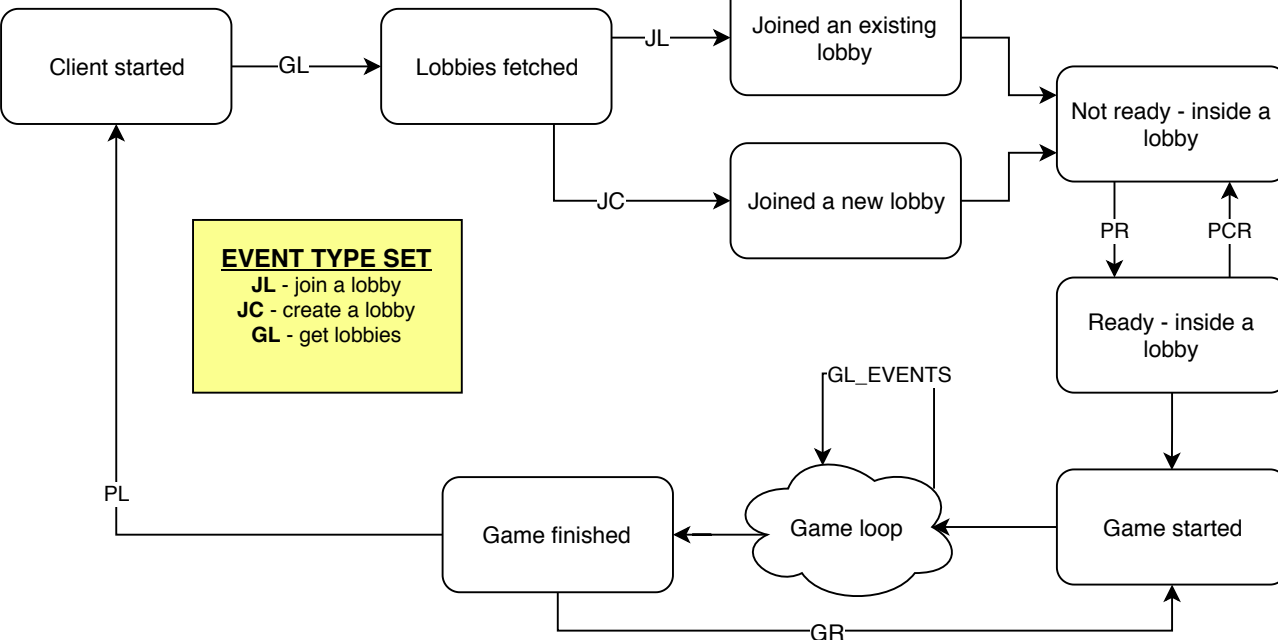 Client started
GL
Lobbies fetched
JL
Joined an existing
lobby
Not ready - inside a
lobby
JC
Joined a new lobby
PR
PCR
EVENT TYPE SET
JL - join a lobby
JC - create a lobby
GL - get lobbies
Ready - inside a
lobby
GL_EVENTS
PL
Game finished
Game loop
Game started
GR